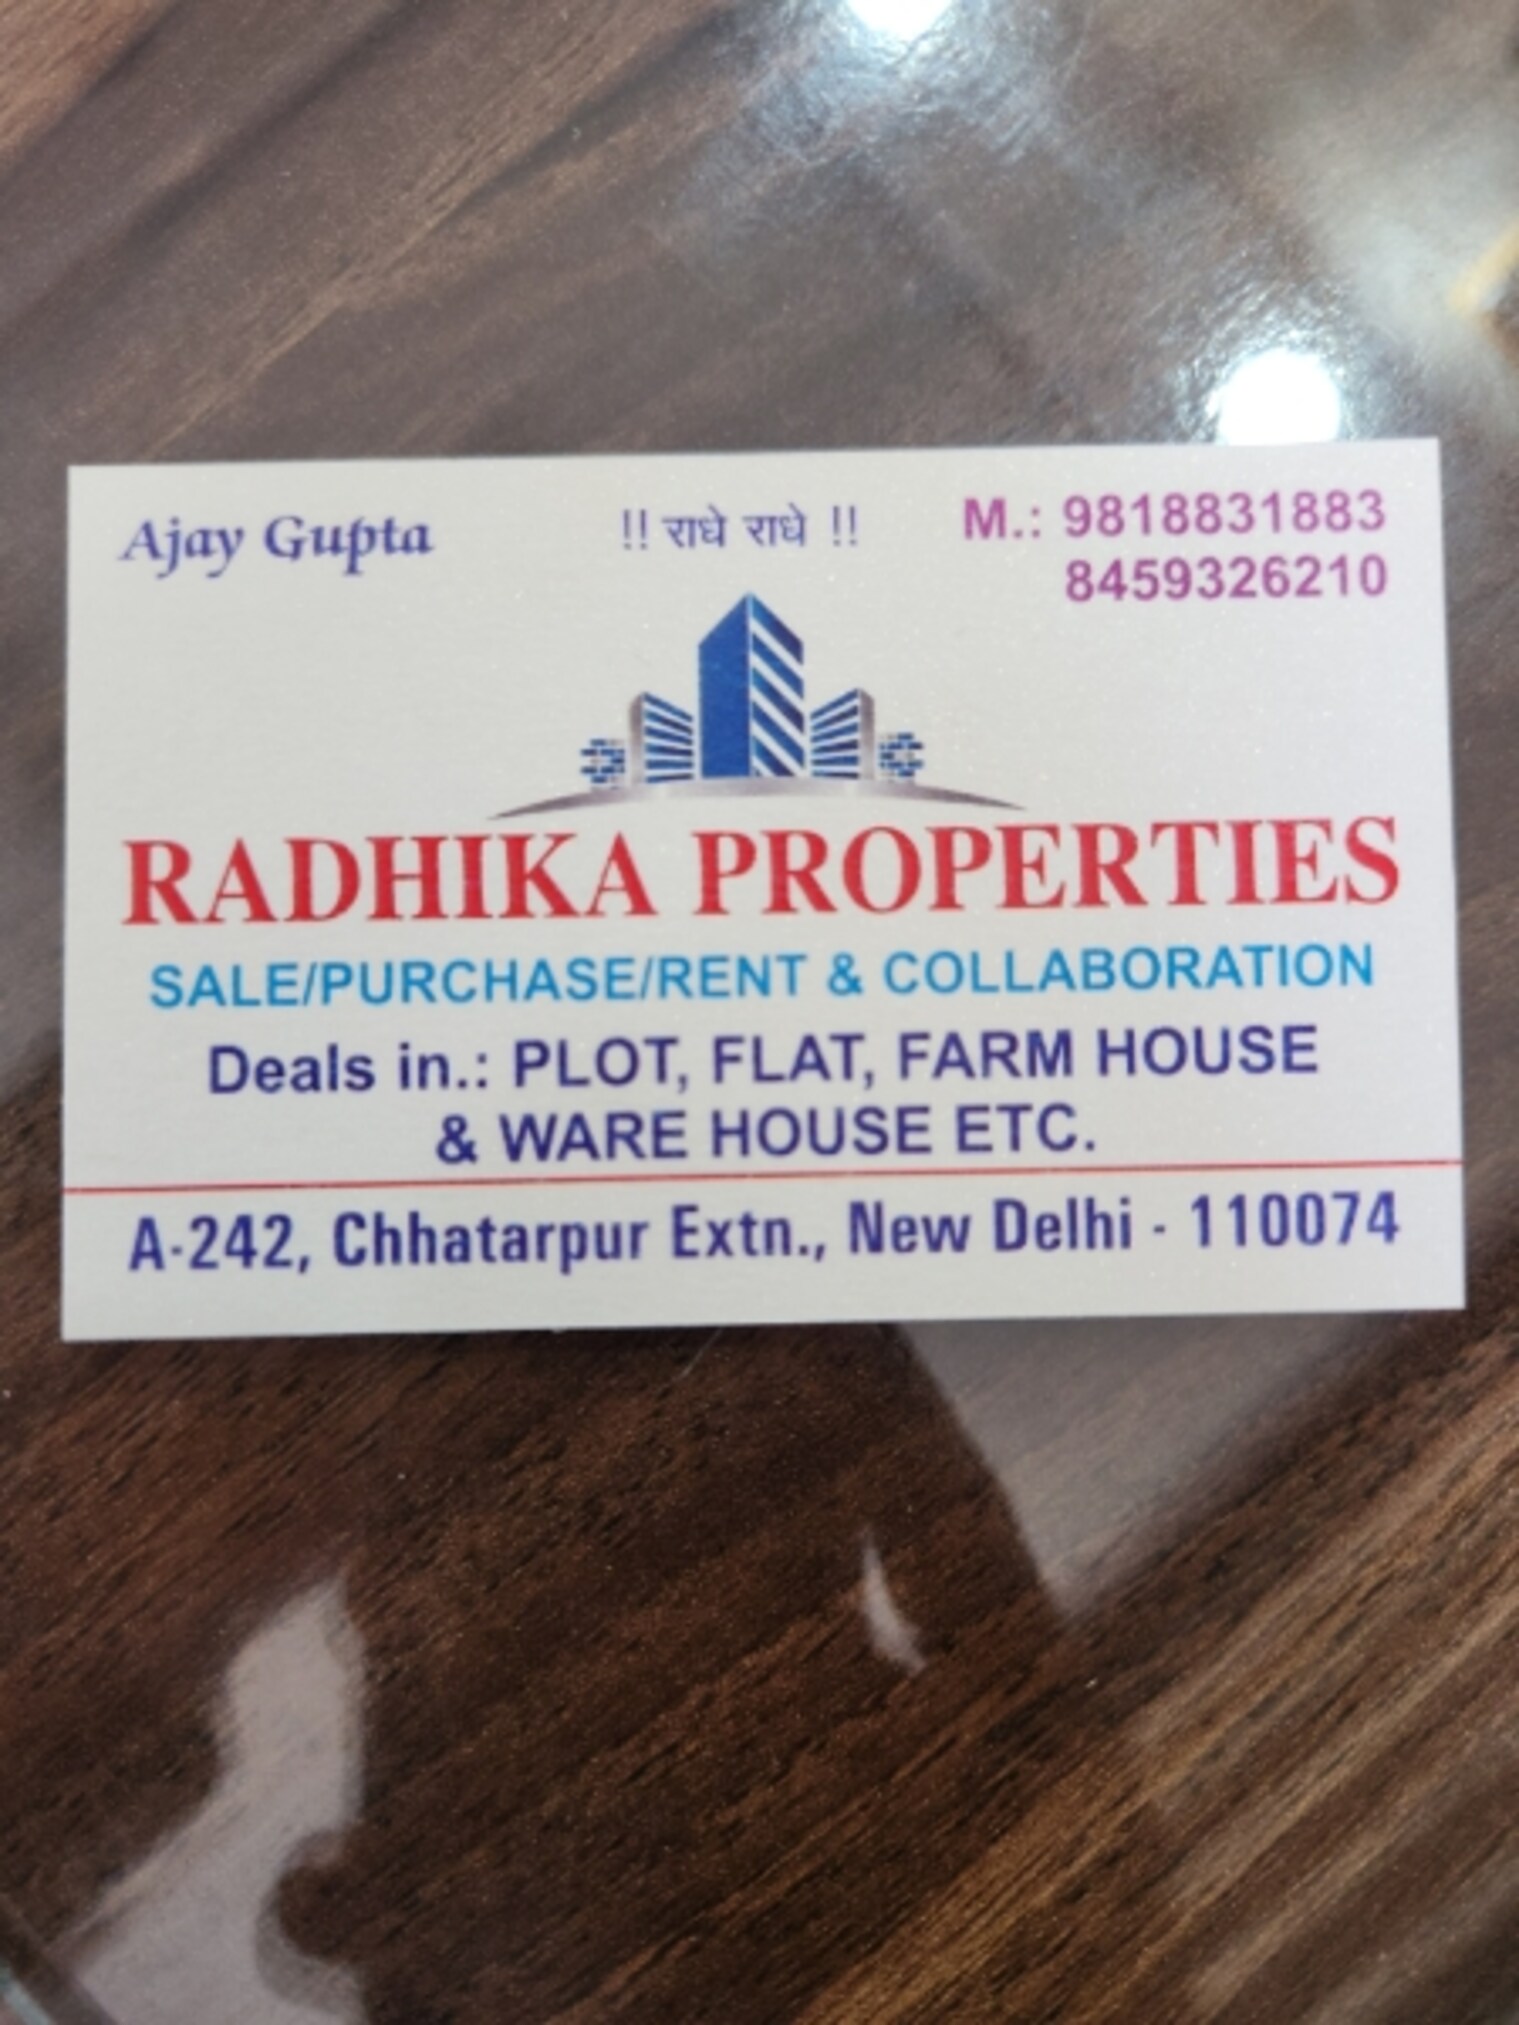 Ajay Gupta
!! राधे राधे !!
M.: 9818831883
8459326210
RADHIKA PROPERTIES
SALE/PURCHASE/RENT & COLLABORATION
Deals in.: PLOT, FLAT, FARM HOUSE
& WARE HOUSE ETC.
A-242, Chhatarpur Extn., New Delhi - 110074